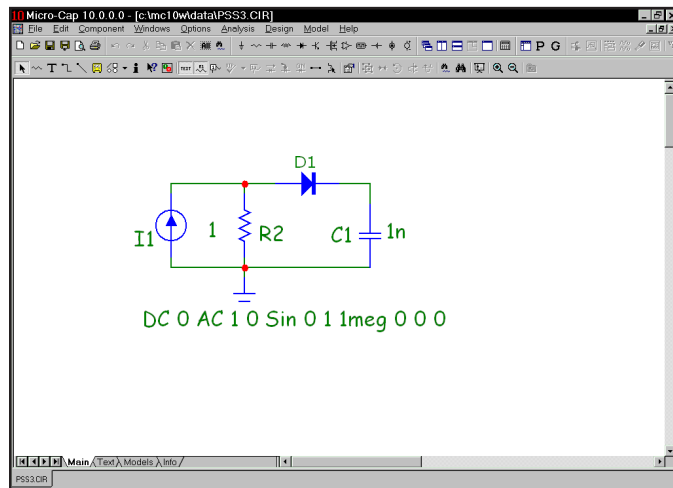 10 Micro-Cap 10.0.0.0 - [c:\mc10w\data\PSS3.CIR]
File Edit Component Windows Options Analysis Design Model Help
P G
T
D1
I1
1
R2
C1
1n
DC 0 AC 1 0 Sin 0 1 1meg 0 0 0
Main Text Models Info
PSS3.CIR